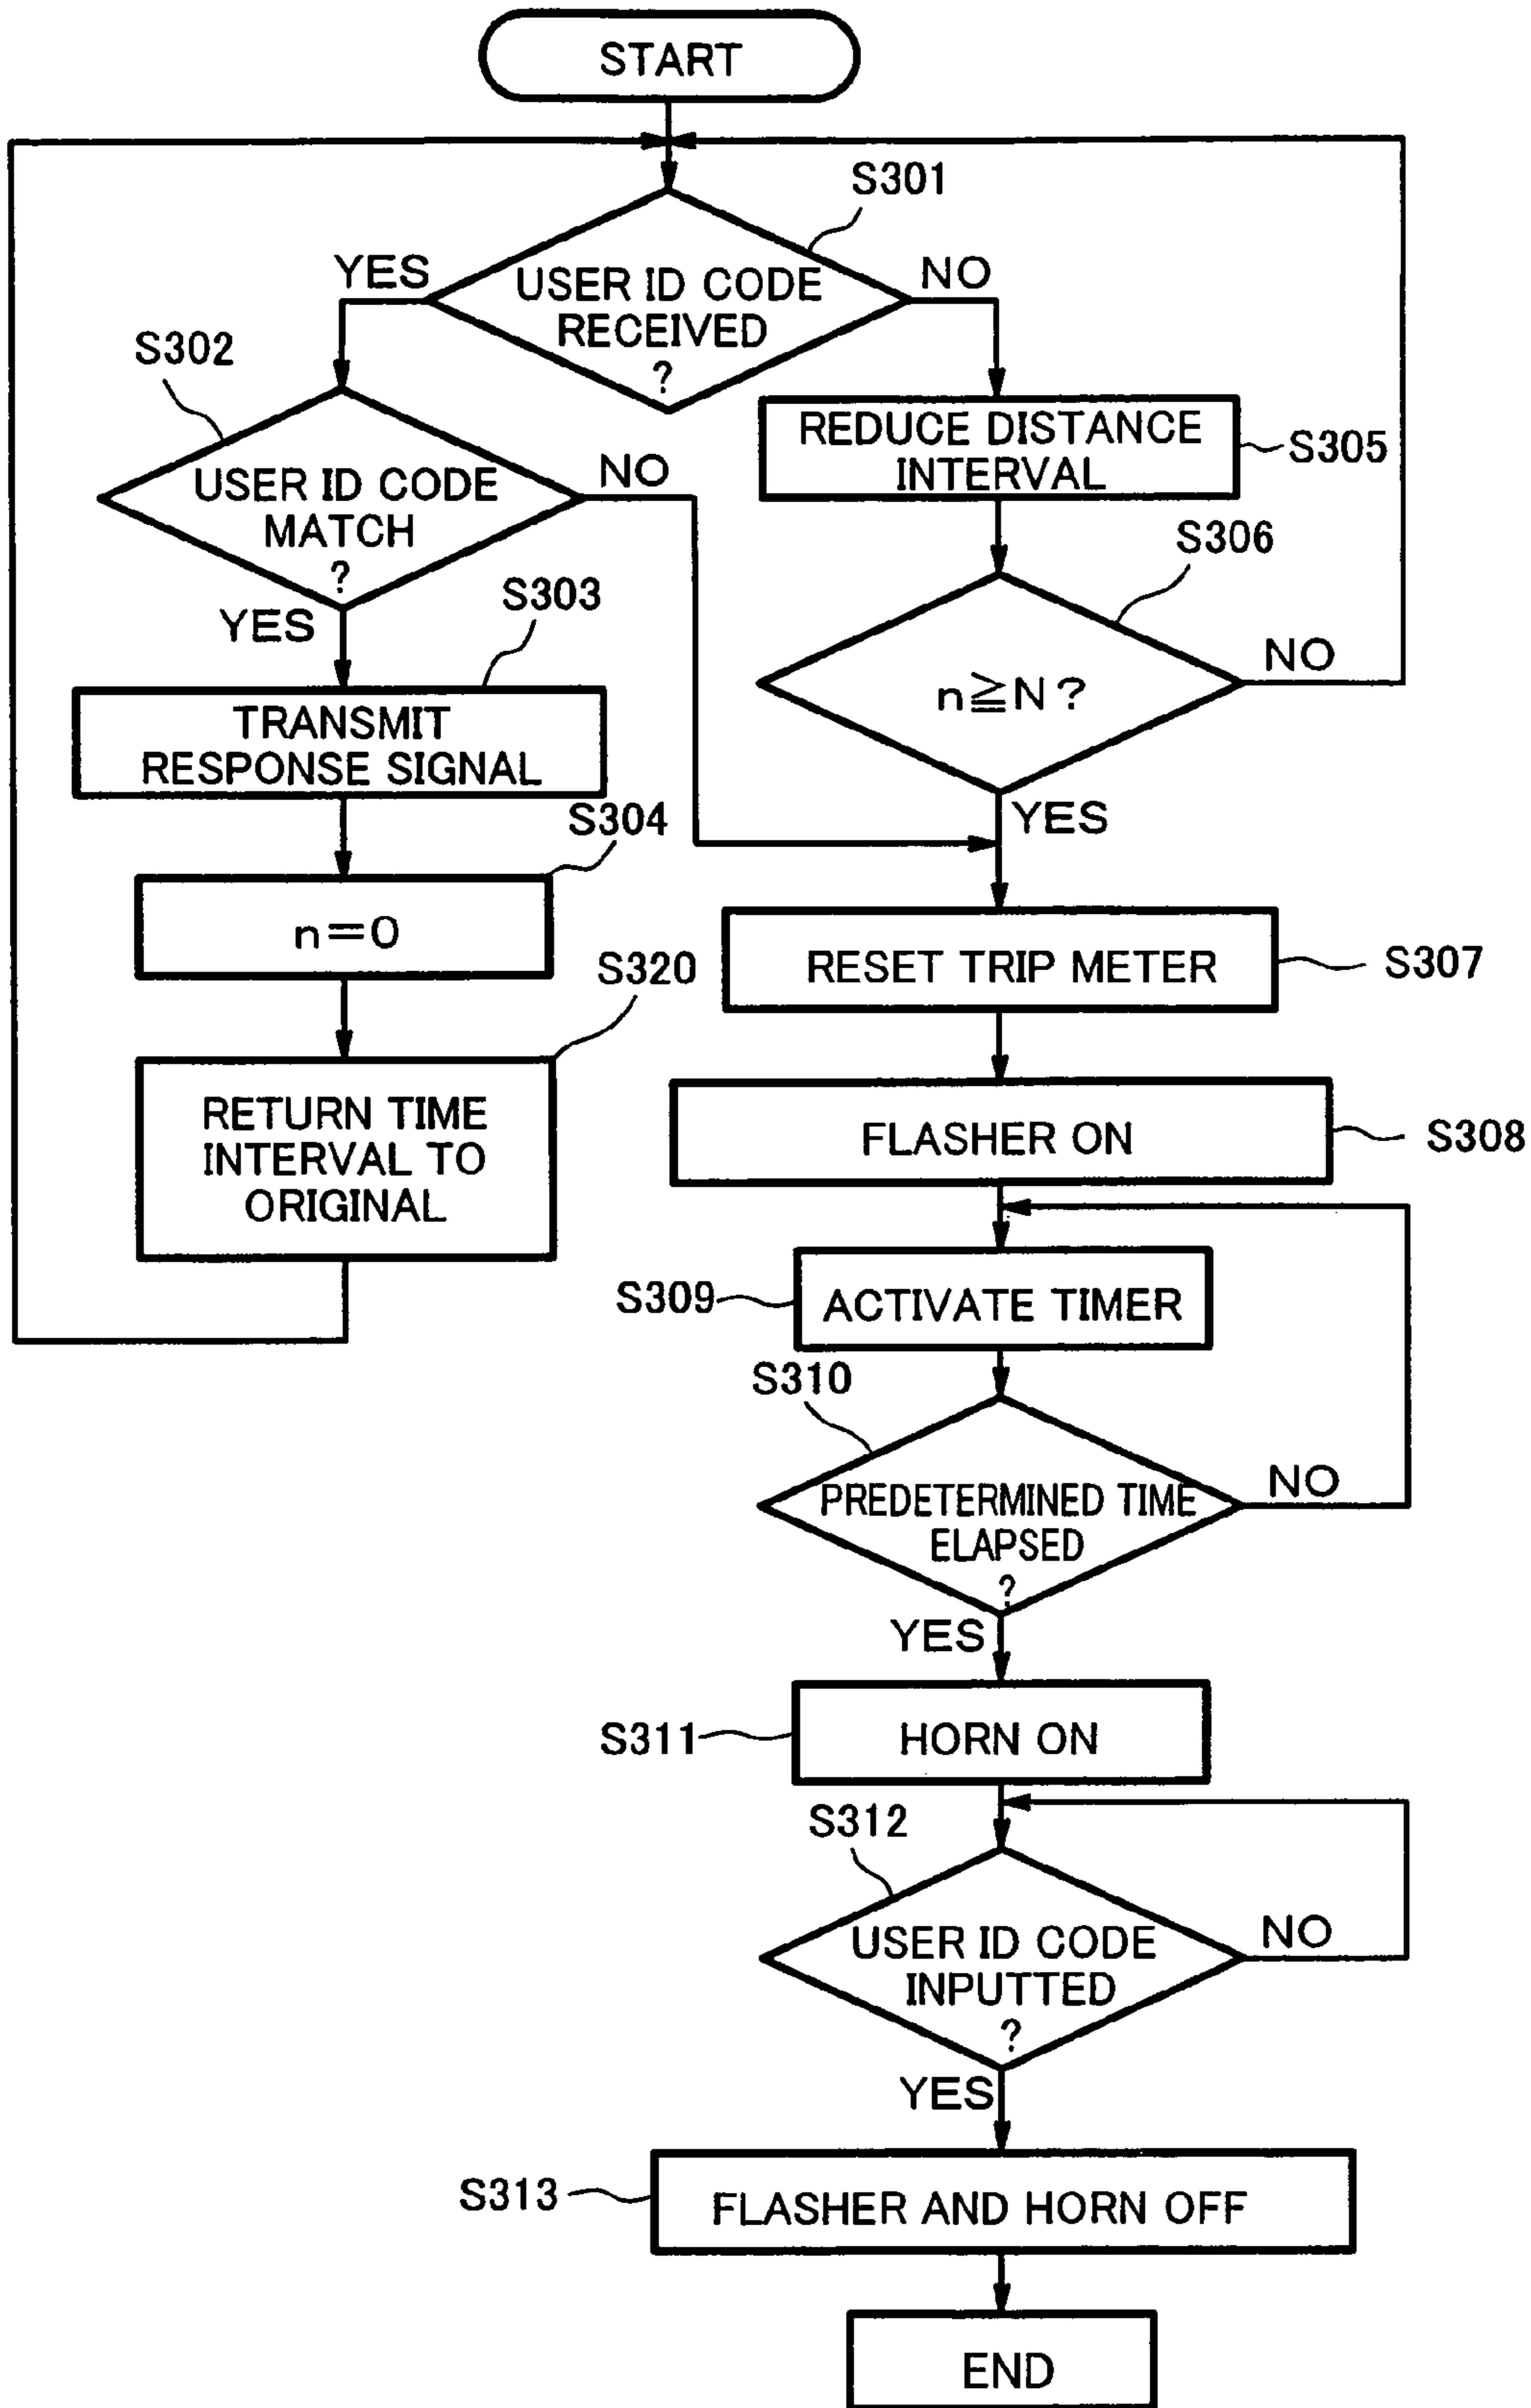 START
S301
YES
NO
USER ID CODE
RECEIVED
?
S302
USER ID CODE
MATCH
?
NO
YES
REDUCE DISTANCE
INTERVAL
S305
S306
n≧N?
NO
YES
S303
TRANSMIT
RESPONSE SIGNAL
S304
n=0
S320
RETURN TIME
INTERVAL TO
ORIGINAL
RESET TRIP METER
S307
FLASHER ON
S308
S309
ACTIVATE TIMER
S310
PREDETERMINED TIME
ELAPSED
?
NO
YES
S311
HORN ON
S312
USER ID CODE
INPUTTED
?
NO
YES
S313
FLASHER AND HORN OFF
END